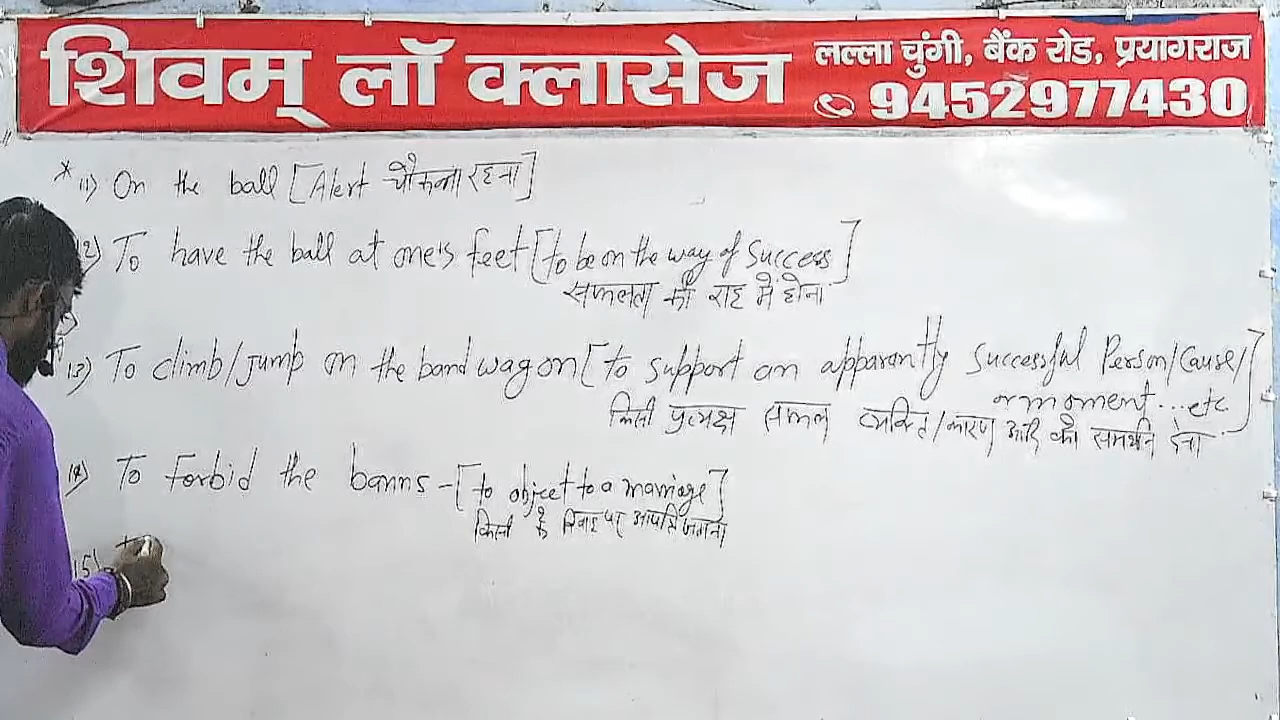 शिवम् लॉ क्लासेज
लल्ला चुंगी, बैंक रोड, प्रयागराज
9452977430
* 11) On the ball [Alert चौकन्ना रहना]
12) To have the ball at one's feet [to be on the way of success]
सफलता की राह में होना
13) To climb/jump on the band wagon [to support an apparantly successful Person/cause/
or moment...etc
किसी प्रत्यक्ष सफल व्यक्ति/कारण आदि को समर्थन देना
14) To Forbid the banns - [to object to a marriage]
किसी के विवाह पर आपत्ति जताना
15)